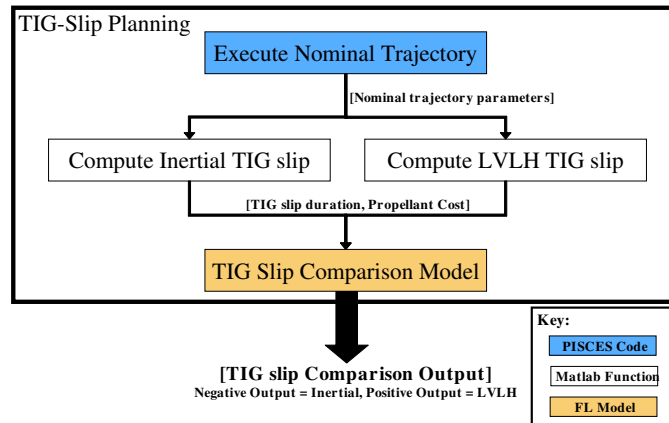 TIG-Slip Planning
Execute Nominal Trajectory
[Nominal trajectory parameters]
Compute Inertial TIG slip
Compute LVLH TIG slip
[TIG slip duration, Propellant Cost]
TIG Slip Comparison Model
[TIG slip Comparison Output]
Negative Output = Inertial, Positive Output = LVLH
Key:
PISCES Code
Matlab Function
FL Model